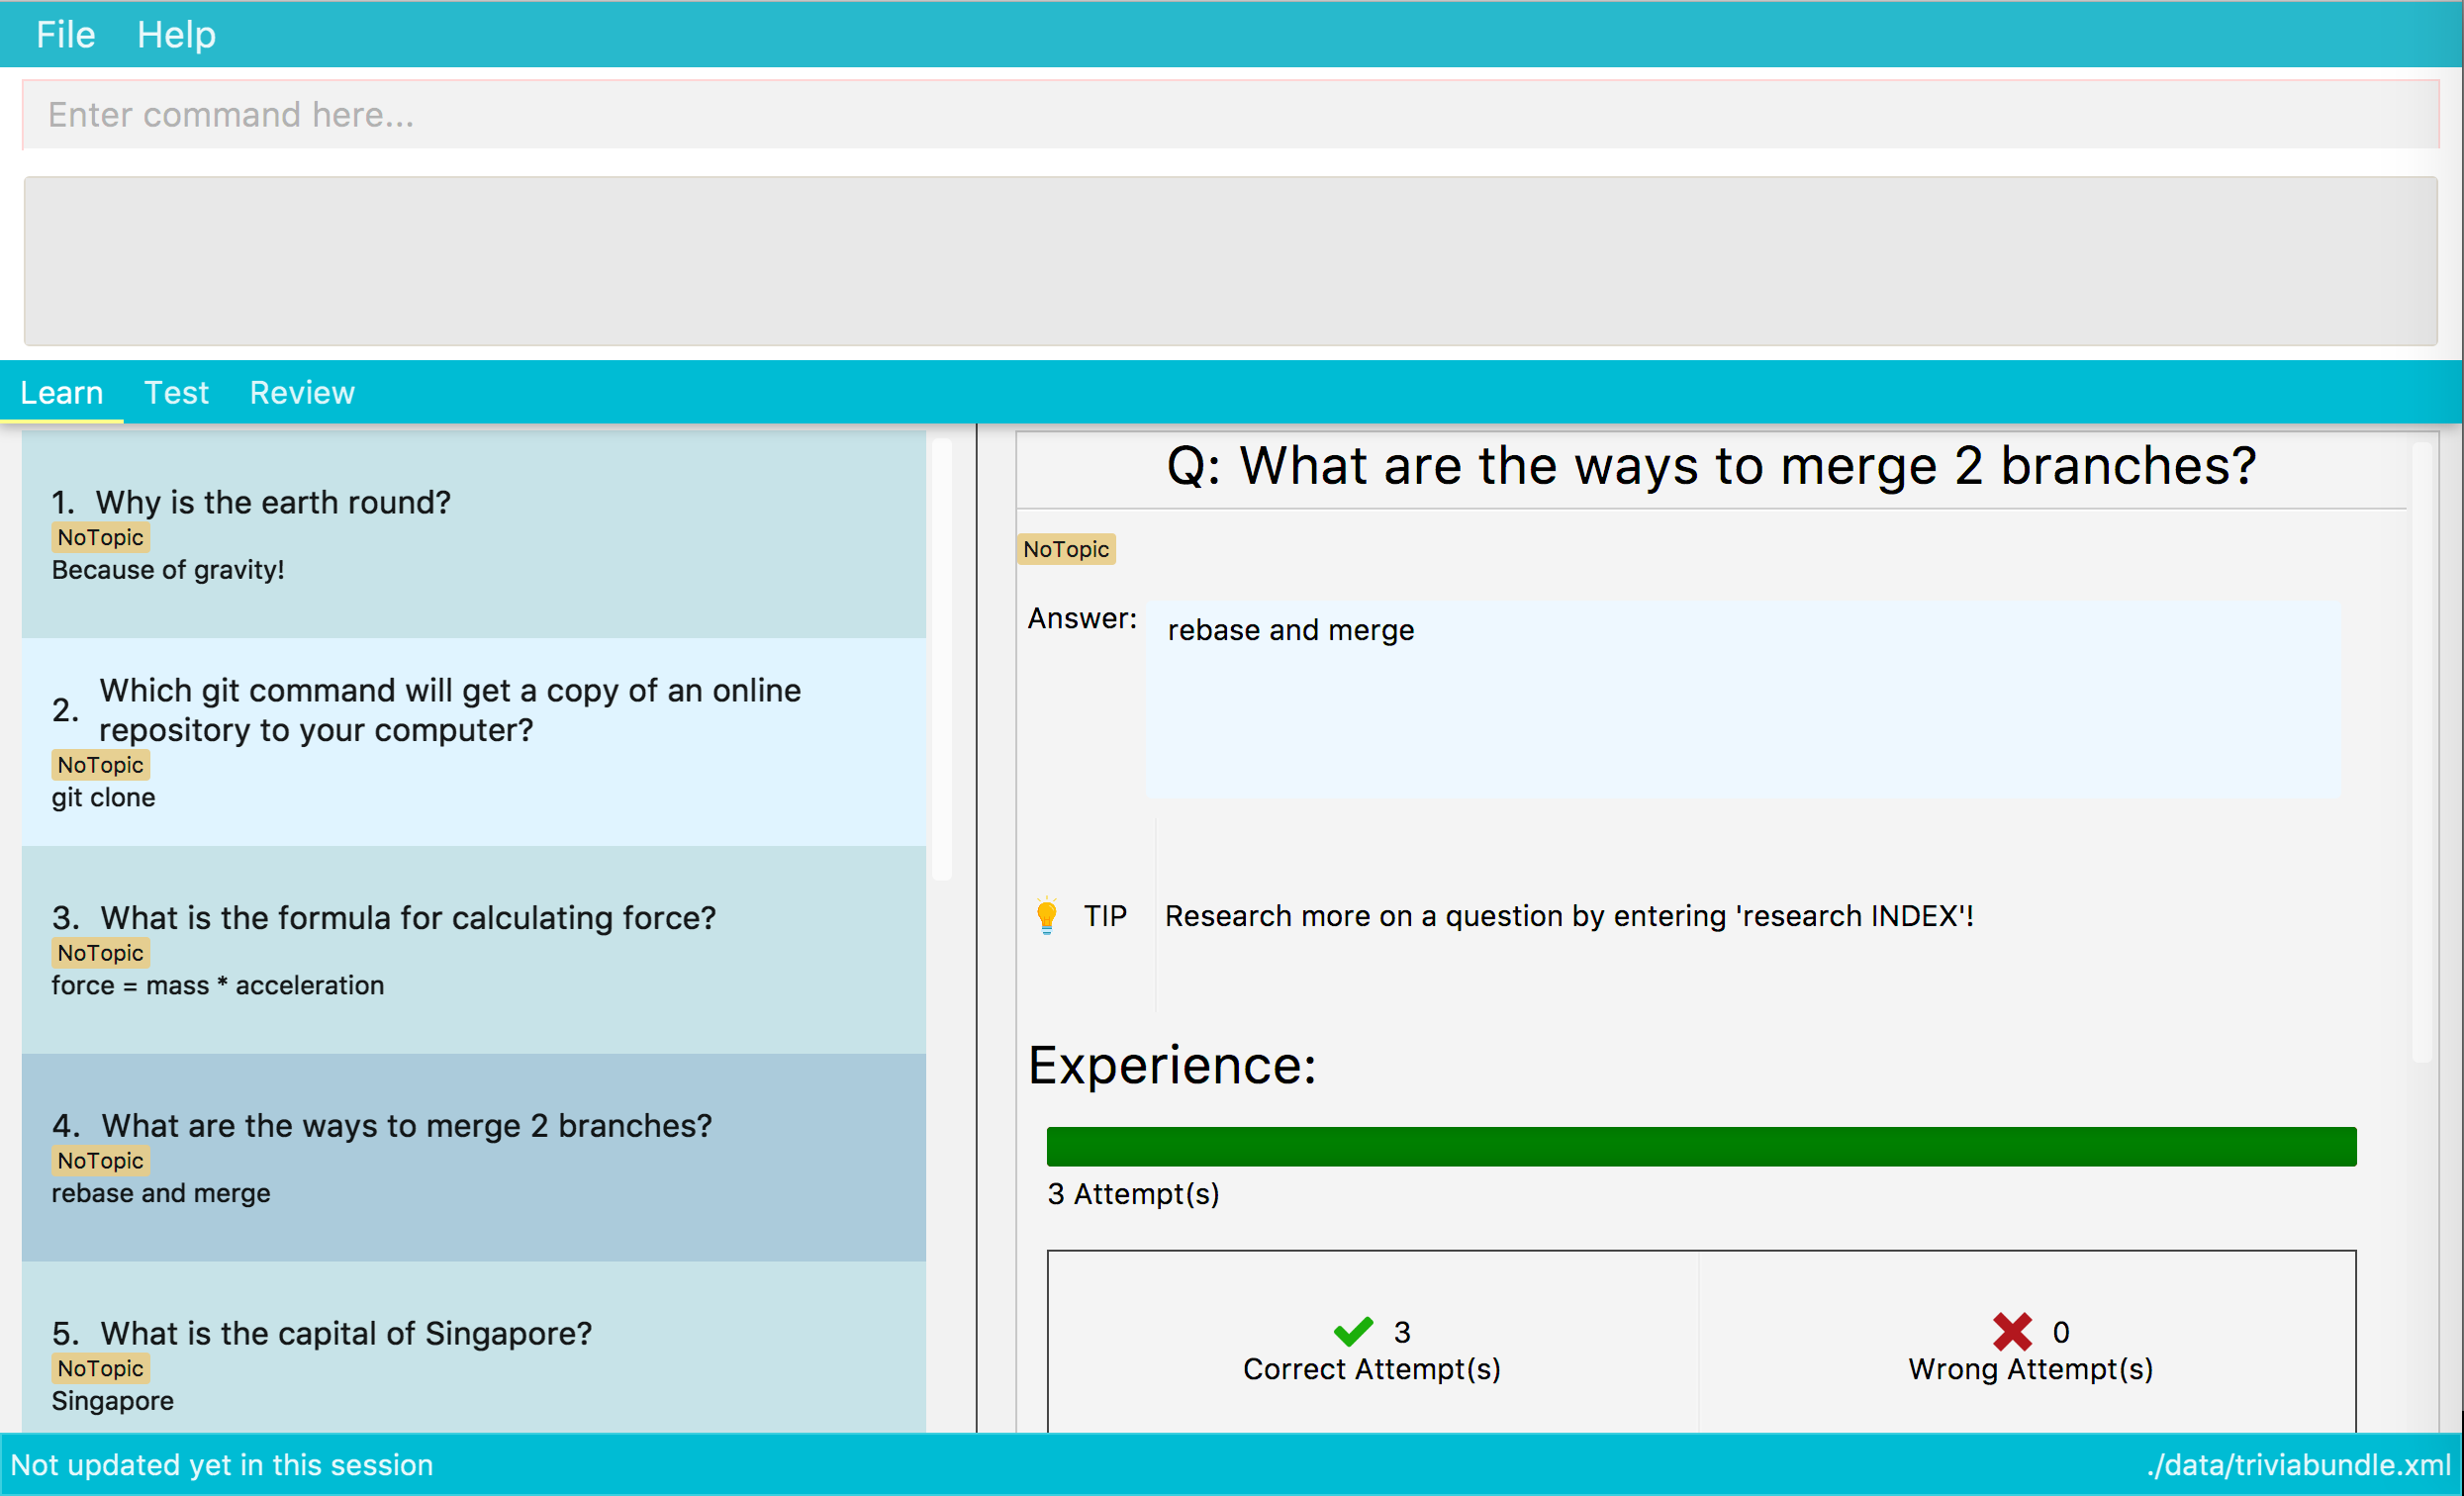 File Help
Enter command here...
Learn Test Review
1. Why is the earth round?
NoTopic
Because of gravity!
2. Which git command will get a copy of an online
repository to your computer?
NoTopic
git clone
3. What is the formula for calculating force?
NoTopic
force = mass * acceleration
4. What are the ways to merge 2 branches?
NoTopic
rebase and merge
5. What is the capital of Singapore?
NoTopic
Singapore
Q: What are the ways to merge 2 branches?
NoTopic
Answer: rebase and merge
TIP Research more on a question by entering 'research INDEX'!
Experience:
3 Attempt(s)
3
Correct Attempt(s)
0
Wrong Attempt(s)
Not updated yet in this session
./data/triviabundle.xml